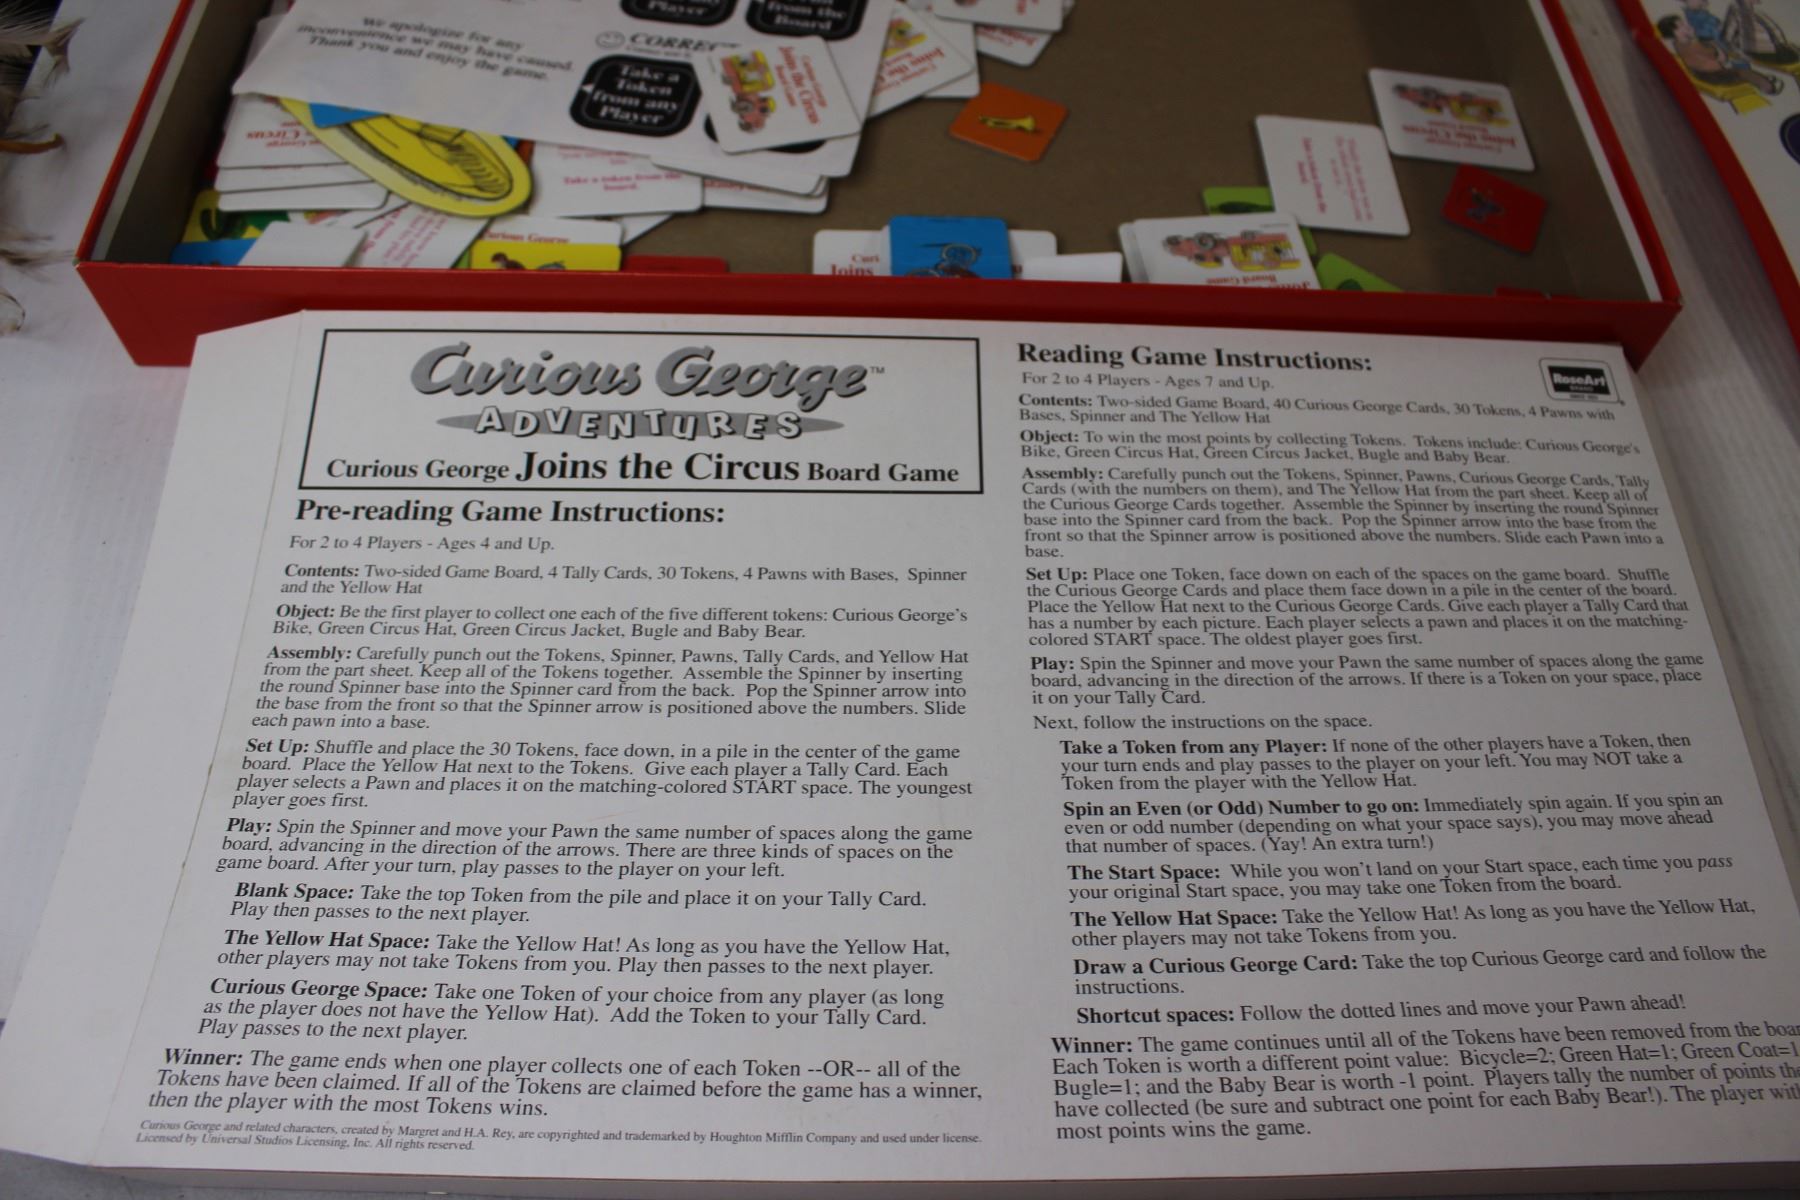 We apologize for any
inconvenience we may have caused.
Thank you and enjoy the game.
Player
from the
Board
Take a
Token
from any
Player
Curious George
Joins the Circus
Board Game
Take a token from the
board.
Curious George
Joins
Board Game
Curious George™
ADVENTURES
Curious George Joins the Circus Board Game
Pre-reading Game Instructions:
For 2 to 4 Players - Ages 4 and Up.
Contents: Two-sided Game Board, 4 Tally Cards, 30 Tokens, 4 Pawns with Bases, Spinner
and the Yellow Hat
Object: Be the first player to collect one each of the five different tokens: Curious George's
Bike, Green Circus Hat, Green Circus Jacket, Bugle and Baby Bear.
Assembly: Carefully punch out the Tokens, Spinner, Pawns, Tally Cards, and Yellow Hat
from the part sheet. Keep all of the Tokens together. Assemble the Spinner by inserting
the round Spinner base into the Spinner card from the back. Pop the Spinner arrow into
the base from the front so that the Spinner arrow is positioned above the numbers. Slide
each pawn into a base.
Set Up: Shuffle and place the 30 Tokens, face down, in a pile in the center of the game
board. Place the Yellow Hat next to the Tokens. Give each player a Tally Card. Each
player selects a Pawn and places it on the matching-colored START space. The youngest
player goes first.
Play: Spin the Spinner and move your Pawn the same number of spaces along the game
board, advancing in the direction of the arrows. There are three kinds of spaces on the
game board. After your turn, play passes to the player on your left.
Blank Space: Take the top Token from the pile and place it on your Tally Card.
Play then passes to the next player.
The Yellow Hat Space: Take the Yellow Hat! As long as you have the Yellow Hat,
other players may not take Tokens from you. Play then passes to the next player.
Curious George Space: Take one Token of your choice from any player (as long
as the player does not have the Yellow Hat). Add the Token to your Tally Card.
Play passes to the next player.
Winner: The game ends when one player collects one of each Token --OR-- all of the
Tokens have been claimed. If all of the Tokens are claimed before the game has a winner,
then the player with the most Tokens wins.
Curious George and related characters, created by Margret and H.A. Rey, are copyrighted and trademarked by Houghton Mifflin Company and used under license.
Licensed by Universal Studios Licensing, Inc. All rights reserved.
Reading Game Instructions:
RoseArt
BRAND
For 2 to 4 Players - Ages 7 and Up.
Contents: Two-sided Game Board, 40 Curious George Cards, 30 Tokens, 4 Pawns with
Bases, Spinner and The Yellow Hat
Object: To win the most points by collecting Tokens. Tokens include: Curious George's
Bike, Green Circus Hat, Green Circus Jacket, Bugle and Baby Bear.
Assembly: Carefully punch out the Tokens, Spinner, Pawns, Curious George Cards, Tally
Cards (with the numbers on them), and The Yellow Hat from the part sheet. Keep all of
the Curious George Cards together. Assemble the Spinner by inserting the round Spinner
base into the Spinner card from the back. Pop the Spinner arrow into the base from the
front so that the Spinner arrow is positioned above the numbers. Slide each Pawn into a
base.
Set Up: Place one Token, face down on each of the spaces on the game board. Shuffle
the Curious George Cards and place them face down in a pile in the center of the board.
Place the Yellow Hat next to the Curious George Cards. Give each player a Tally Card that
has a number by each picture. Each player selects a pawn and places it on the matching-
colored START space. The oldest player goes first.
Play: Spin the Spinner and move your Pawn the same number of spaces along the game
board, advancing in the direction of the arrows. If there is a Token on your space, place
it on your Tally Card.
Next, follow the instructions on the space.
Take a Token from any Player: If none of the other players have a Token, then
your turn ends and play passes to the player on your left. You may NOT take a
Token from the player with the Yellow Hat.
Spin an Even (or Odd) Number to go on: Immediately spin again. If you spin an
even or odd number (depending on what your space says), you may move ahead
that number of spaces. (Yay! An extra turn!)
The Start Space: While you won't land on your Start space, each time you pass
your original Start space, you may take one Token from the board.
The Yellow Hat Space: Take the Yellow Hat! As long as you have the Yellow Hat,
other players may not take Tokens from you.
Draw a Curious George Card: Take the top Curious George card and follow the
instructions.
Shortcut spaces: Follow the dotted lines and move your Pawn ahead!
Winner: The game continues until all of the Tokens have been removed from the boar
Each Token is worth a different point value: Bicycle=2; Green Hat=1; Green Coat=1
Bugle=1; and the Baby Bear is worth -1 point. Players tally the number of points the
have collected (be sure and subtract one point for each Baby Bear!). The player wit
most points wins the game.